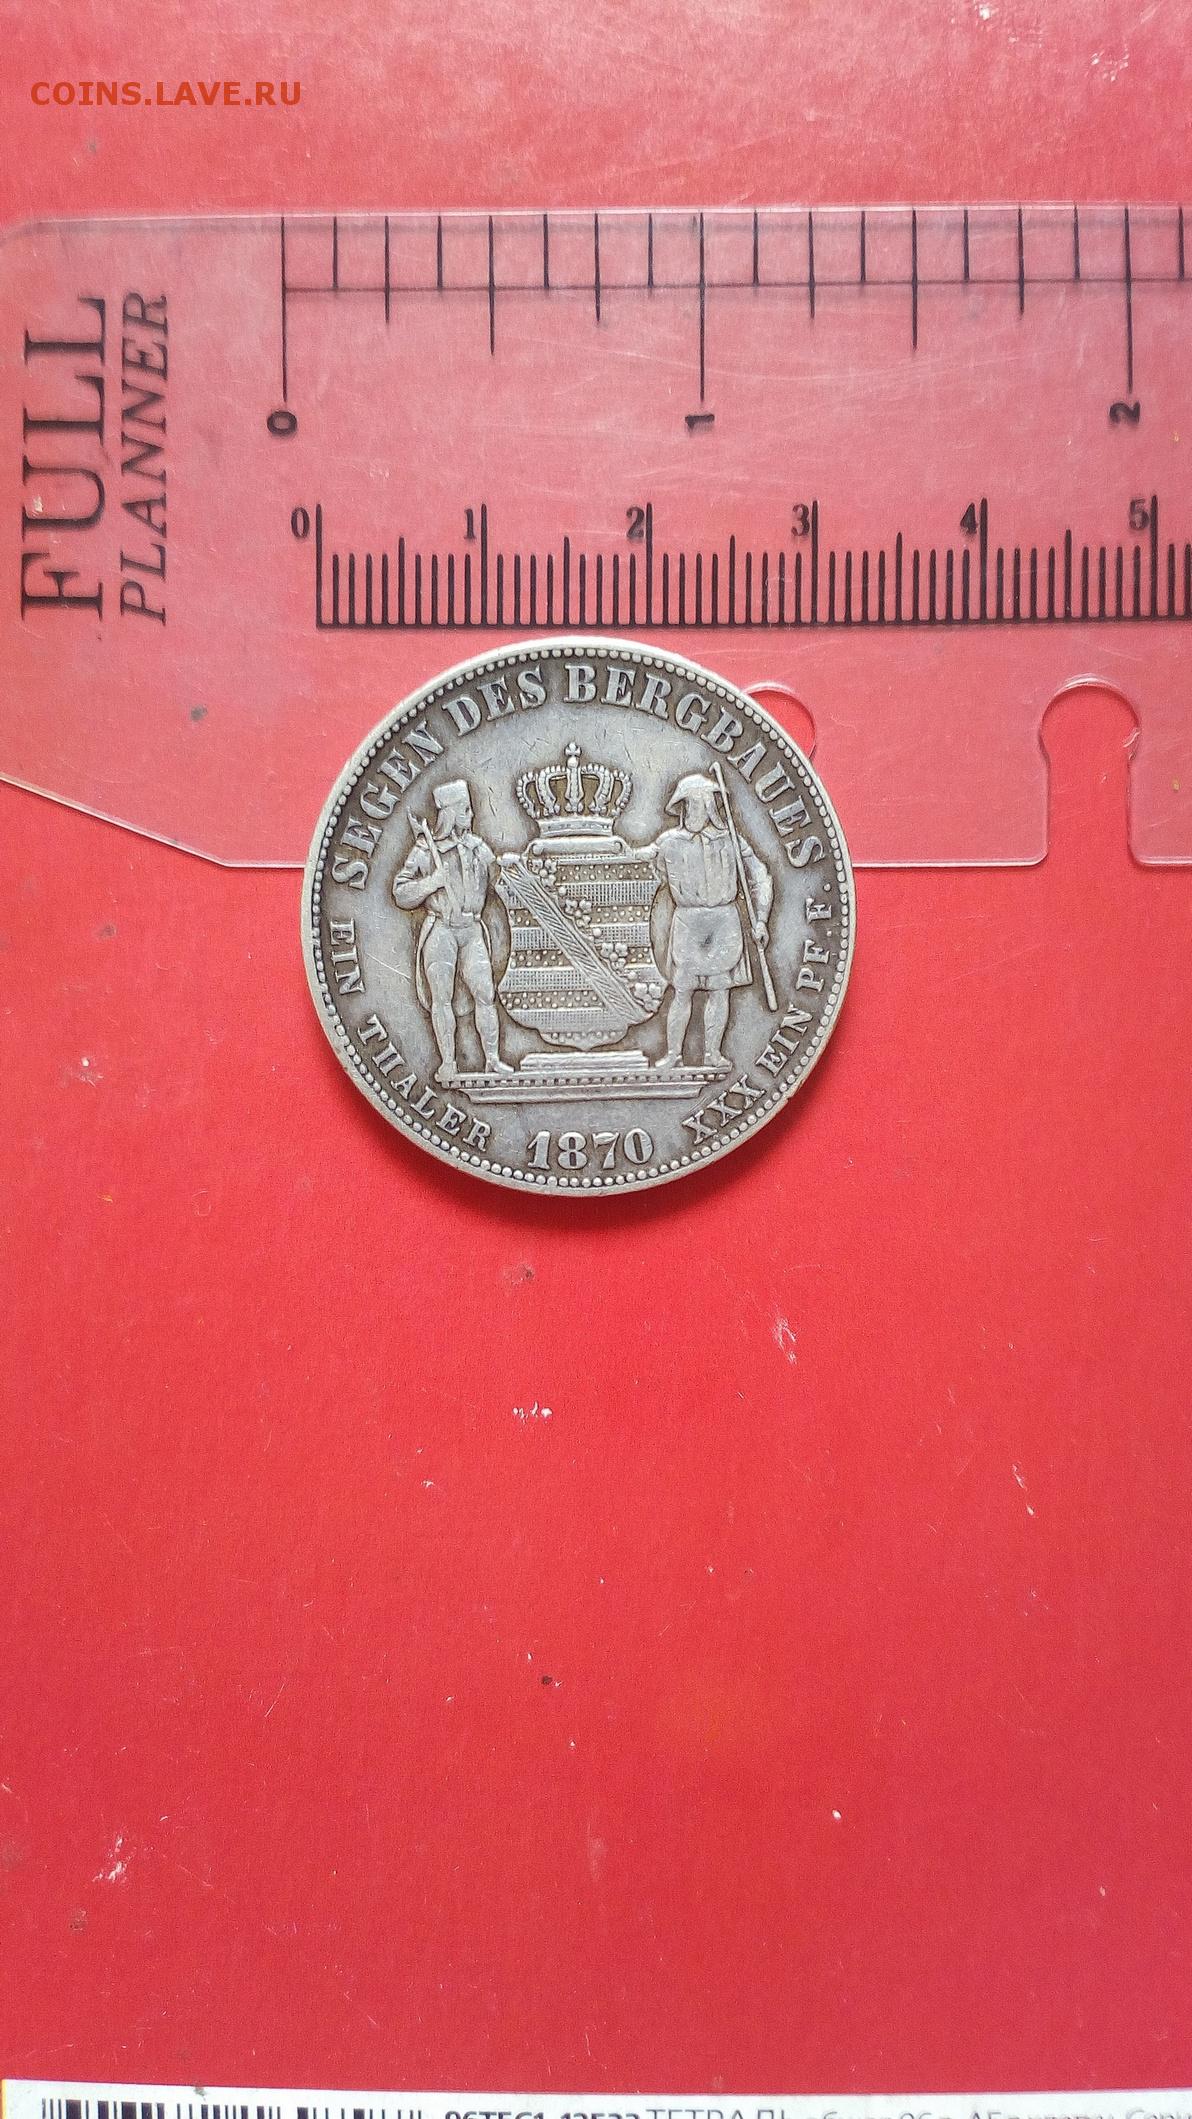 COINS.LAVE.RU
FULL
PLANNER
0 1 2
0 1 2 3 4 5
SEGEN DES BERGBAUES
EIN THALER XXX EIN PF. F.
1870